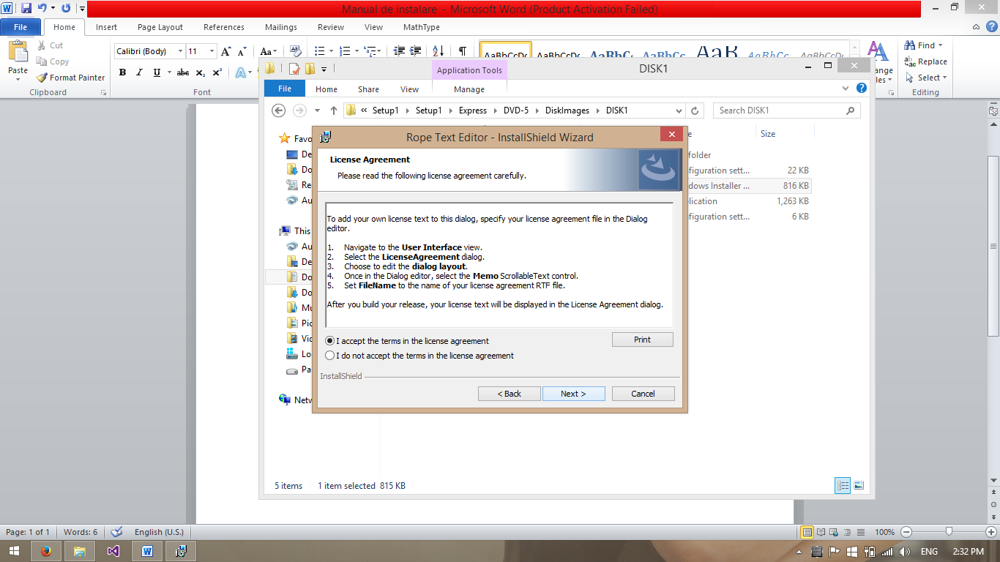 Manual de instalare - Microsoft Word (Product Activation Failed)
File Home Insert Page Layout References Mailings Review View MathType
Paste
Cut
Copy
Format Painter
Clipboard
Calibri (Body) 11
B I U abc x₂ x²
Font
AaBbCcDc AaBbCcDc AaBbCc AaBbCc AaB AaBbCc. AaBbCcDc
ange
les
Find
Replace
Select
Editing
Application Tools
DISK1
File Home Share View Manage
« Setup1 Setup1 Express DVD-5 DiskImages DISK1
Search DISK1
Favo
De
Do
Re
Au
This
Au
De
Do
Do
Mu
Pic
Vid
Lo
Pa
Netw
e Size
folder
figuration sett... 22 KB
dows Installer ... 816 KB
lication 1,263 KB
figuration sett... 6 KB
Rope Text Editor - InstallShield Wizard
License Agreement
Please read the following license agreement carefully.
To add your own license text to this dialog, specify your license agreement file in the Dialog
editor.
1. Navigate to the User Interface view.
2. Select the LicenseAgreement dialog.
3. Choose to edit the dialog layout.
4. Once in the Dialog editor, select the Memo ScrollableText control.
5. Set FileName to the name of your license agreement RTF file.
After you build your release, your license text will be displayed in the License Agreement dialog.
I accept the terms in the license agreement
Print
I do not accept the terms in the license agreement
InstallShield
< Back Next > Cancel
5 items 1 item selected 815 KB
Page: 1 of 1 Words: 6 English (U.S.) 100%
ENG 2:32 PM